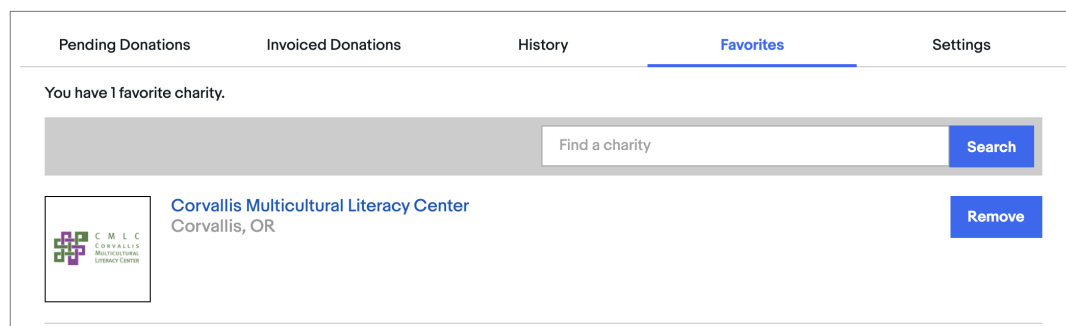 Pending Donations Invoiced Donations History Favorites Settings
You have 1 favorite charity.
Find a charity Search
Corvallis Multicultural Literacy Center Remove
Corvallis, OR
C M L C
CORVALLIS
MULTICULTURAL
LITERACY CENTER